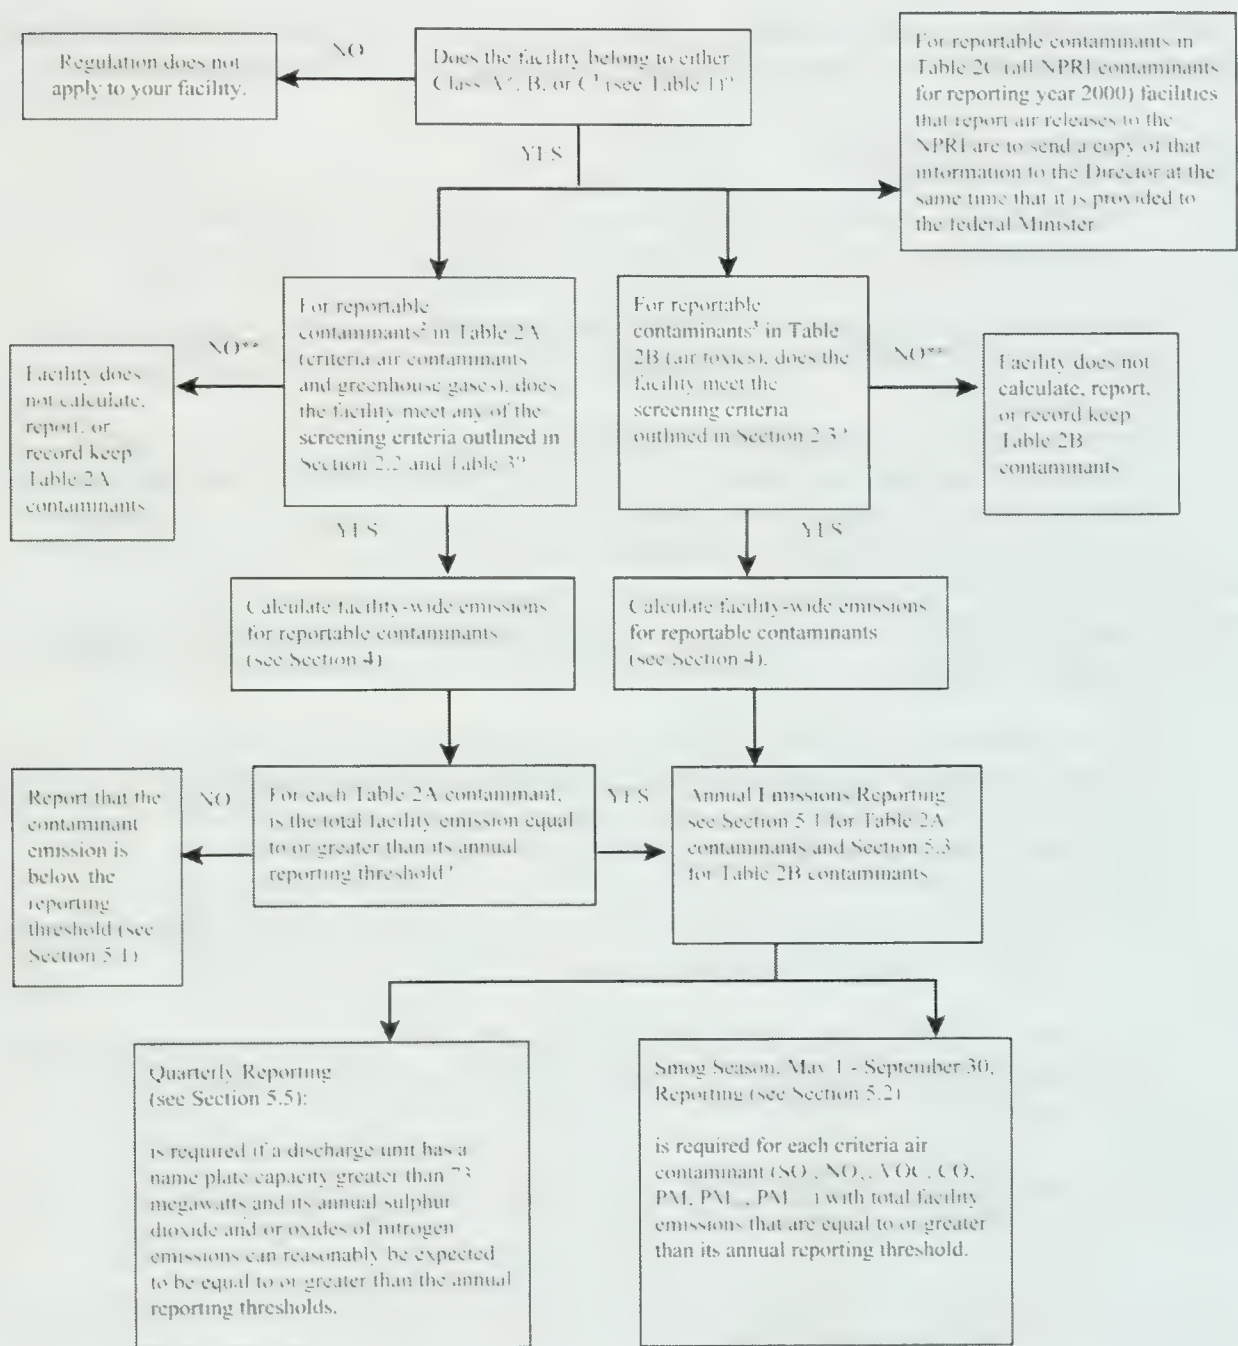 NO
Regulation does not
apply to your facility.
Does the facility belong to either
Class A*, B, or C¹ (see Table 1)?
YES
For reportable contaminants in
Table 2C (all NPRI contaminants
for reporting year 2000) facilities
that report air releases to the
NPRI are to send a copy of that
information to the Director at the
same time that it is provided to
the federal Minister
For reportable
contaminants² in Table 2A
(criteria air contaminants
and greenhouse gases), does
the facility meet any of the
screening criteria outlined in
Section 2.2 and Table 3?
For reportable
contaminants³ in Table
2B (air toxics), does the
facility meet the
screening criteria
outlined in Section 2.3?
NO**
Facility does
not calculate,
report, or
record keep
Table 2A
contaminants
NO**
Facility does not
calculate, report,
or record keep
Table 2B
contaminants
YES
YES
Calculate facility-wide emissions
for reportable contaminants
(see Section 4)
Calculate facility-wide emissions
for reportable contaminants
(see Section 4).
Report that the
contaminant
emission is
below the
reporting
threshold (see
Section 5.1)
NO
For each Table 2A contaminant,
is the total facility emission equal
to or greater than its annual
reporting threshold?
YES
Annual Emissions Reporting
see Section 5.1 for Table 2A
contaminants and Section 5.3
for Table 2B contaminants
Quarterly Reporting
(see Section 5.5):
is required if a discharge unit has a
name plate capacity greater than 73
megawatts and its annual sulphur
dioxide and/or oxides of nitrogen
emissions can reasonably be expected
to be equal to or greater than the annual
reporting thresholds.
Smog Season, May 1 - September 30,
Reporting (see Section 5.2)
is required for each criteria air
contaminant (SO , NO , VOC, CO,
PM, PM , PM ) with total facility
emissions that are equal to or greater
than its annual reporting threshold.